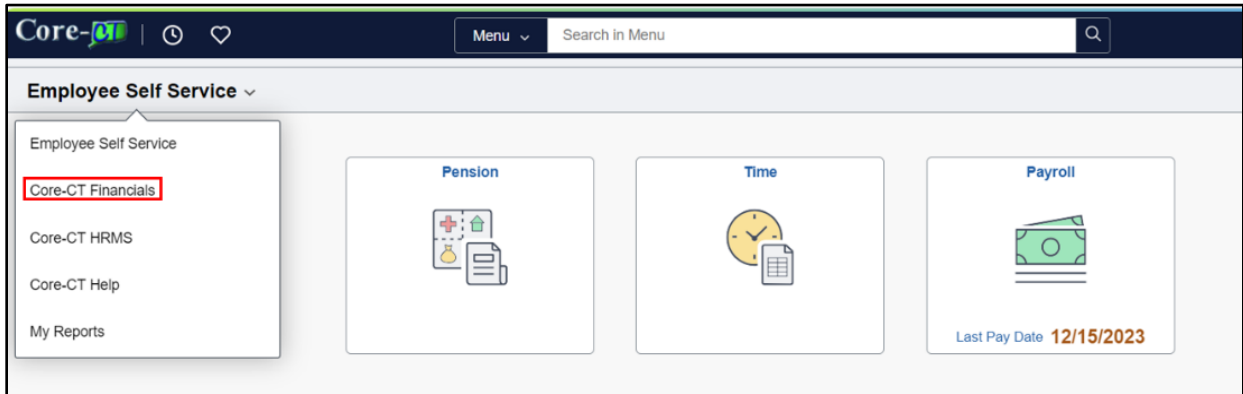 Core-CT
Menu
Search in Menu
Employee Self Service
Employee Self Service
Core-CT Financials
Core-CT HRMS
Core-CT Help
My Reports
Pension
Time
Payroll
Last Pay Date 12/15/2023